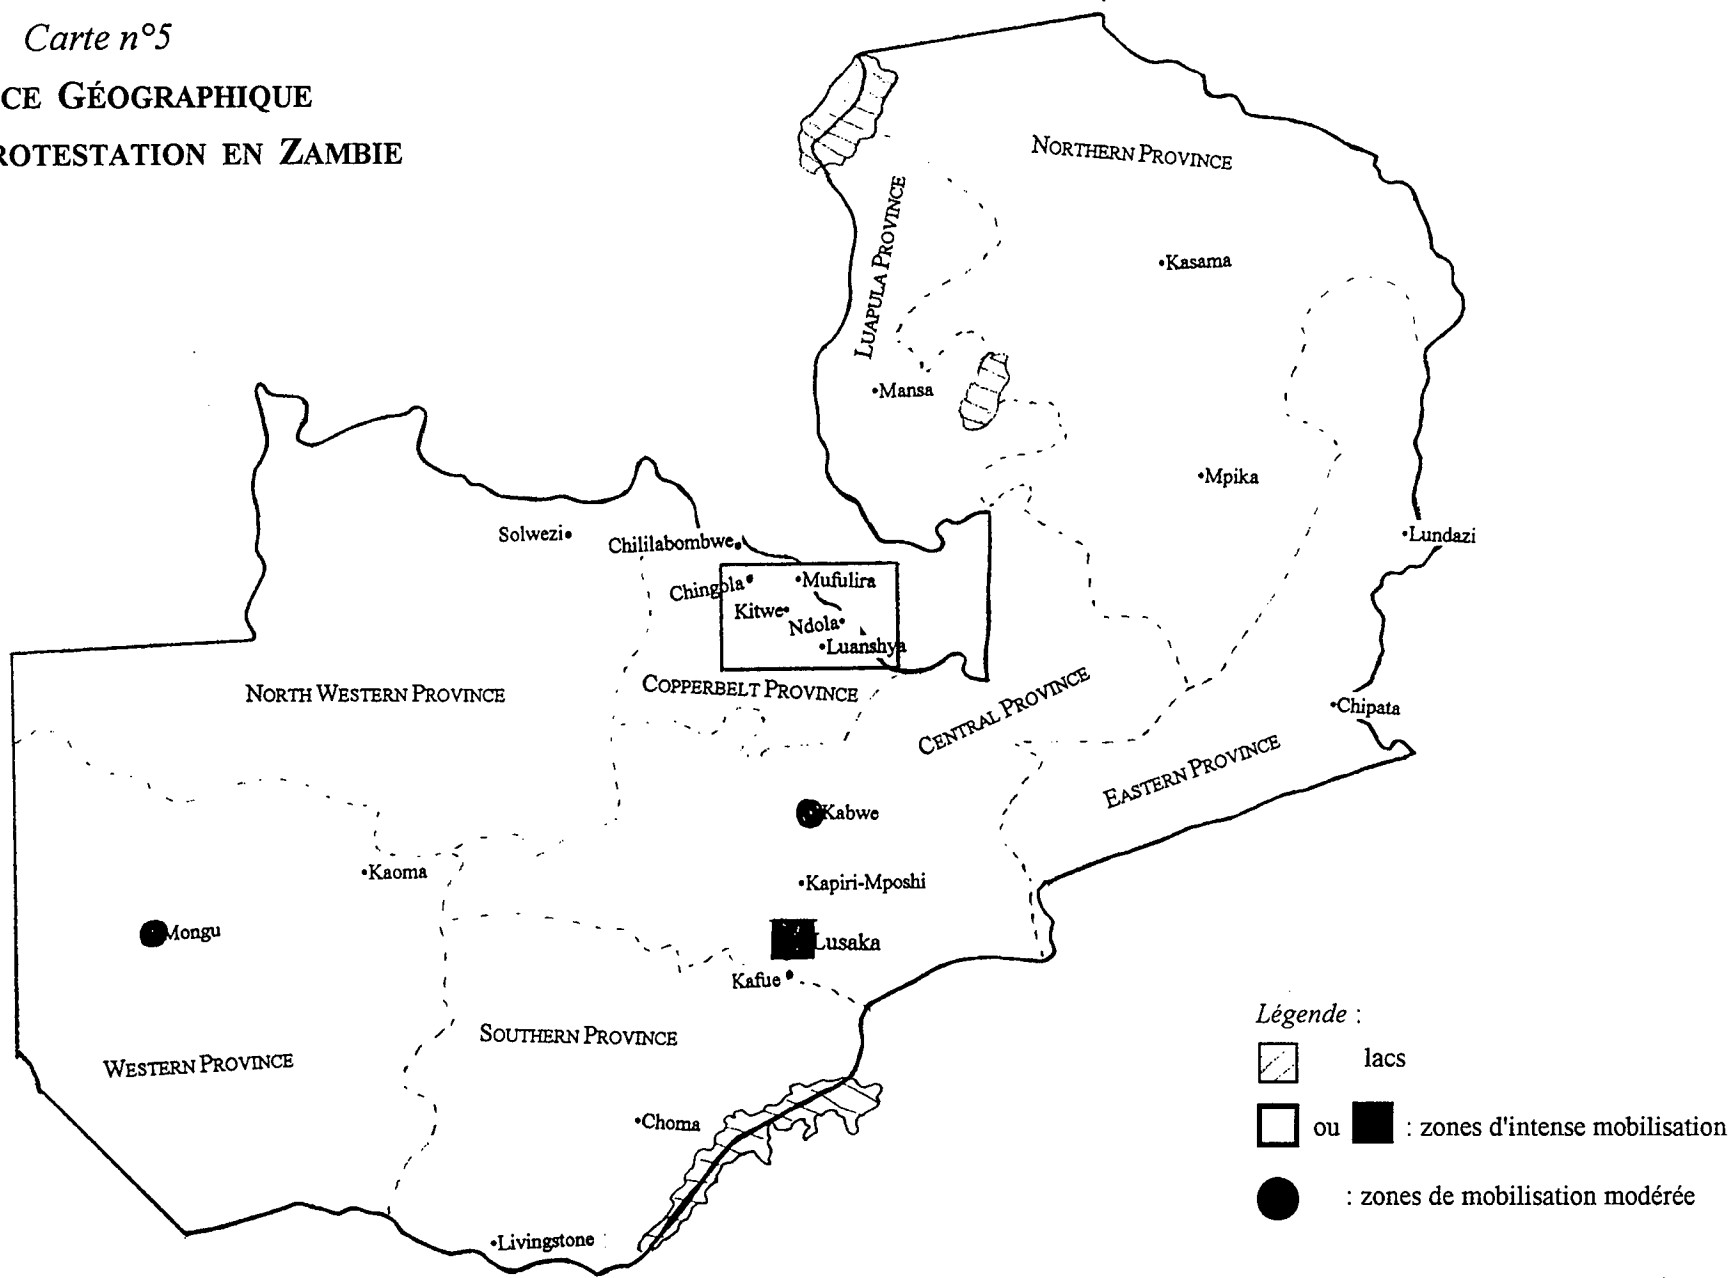 Carte n°5
CE GÉOGRAPHIQUE
ROTESTATION EN ZAMBIE
NORTHERN PROVINCE
LUAPULA PROVINCE
Kasama
Mansa
Mpika
Solwezi
Chililabombwe
Lundazi
Chingola
Mufulira
Kitwe
Ndola
Luanshya
NORTH WESTERN PROVINCE
COPPERBELT PROVINCE
CENTRAL PROVINCE
Chipata
EASTERN PROVINCE
Kabwe
Kaoma
Kapiri-Mposhi
Mongu
Lusaka
Kafue
SOUTHERN PROVINCE
WESTERN PROVINCE
Choma
Livingstone
Légende :
lacs
ou : zones d'intense mobilisation
: zones de mobilisation modérée